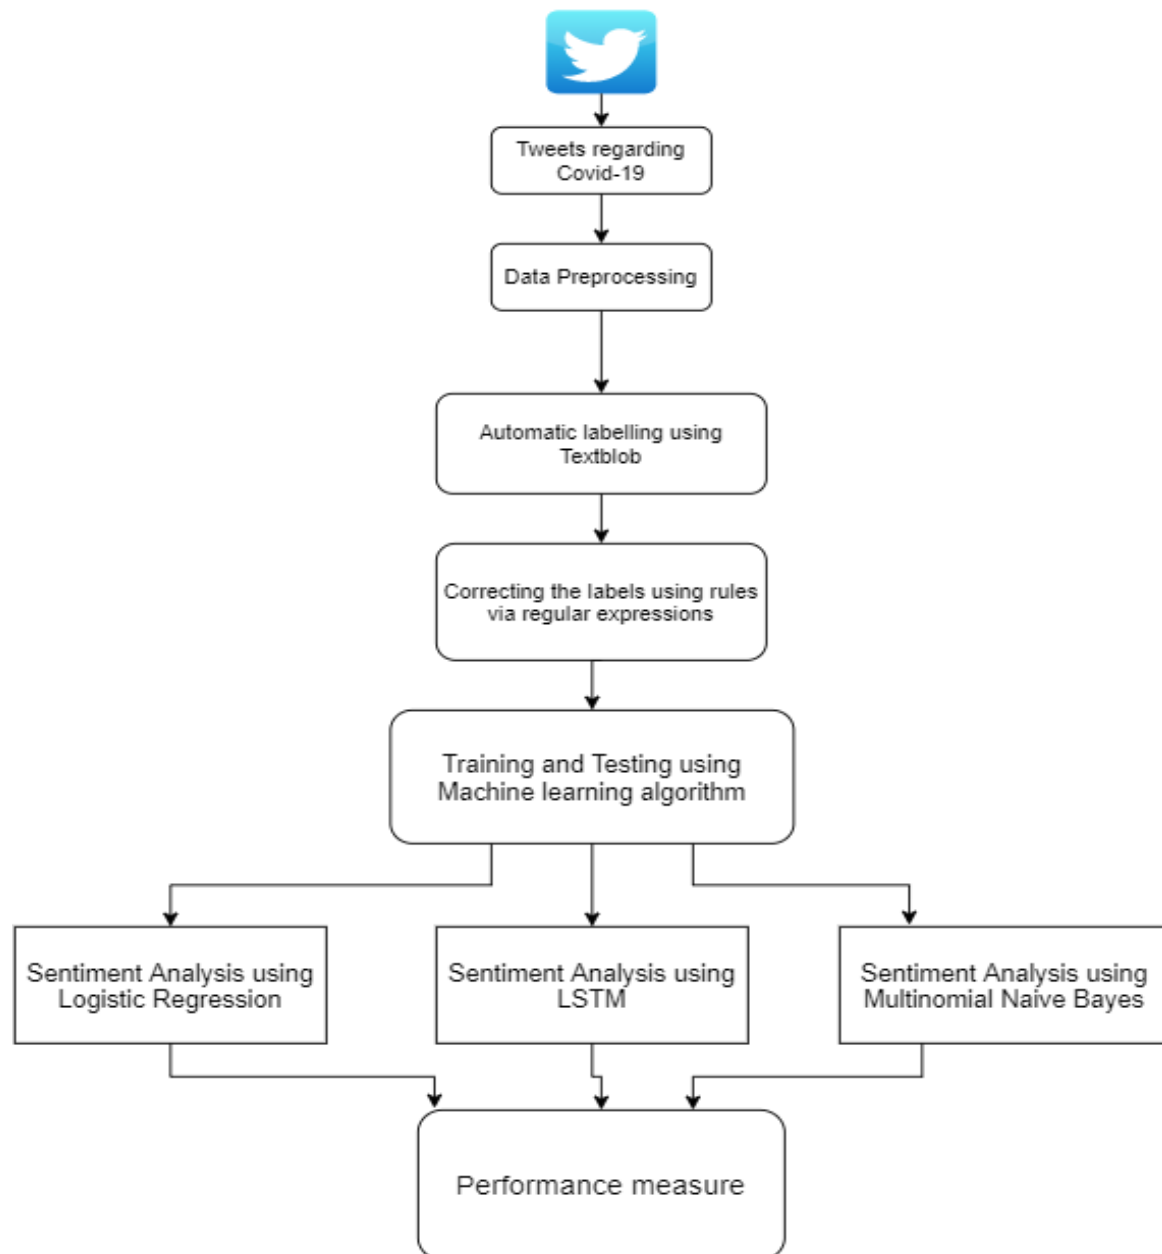 Tweets regarding
Covid-19
Data Preprocessing
Automatic labelling using
Textblob
Correcting the labels using rules
via regular expressions
Training and Testing using
Machine learning algorithm
Sentiment Analysis using
Logistic Regression
Sentiment Analysis using
LSTM
Sentiment Analysis using
Multinomial Naive Bayes
Performance measure